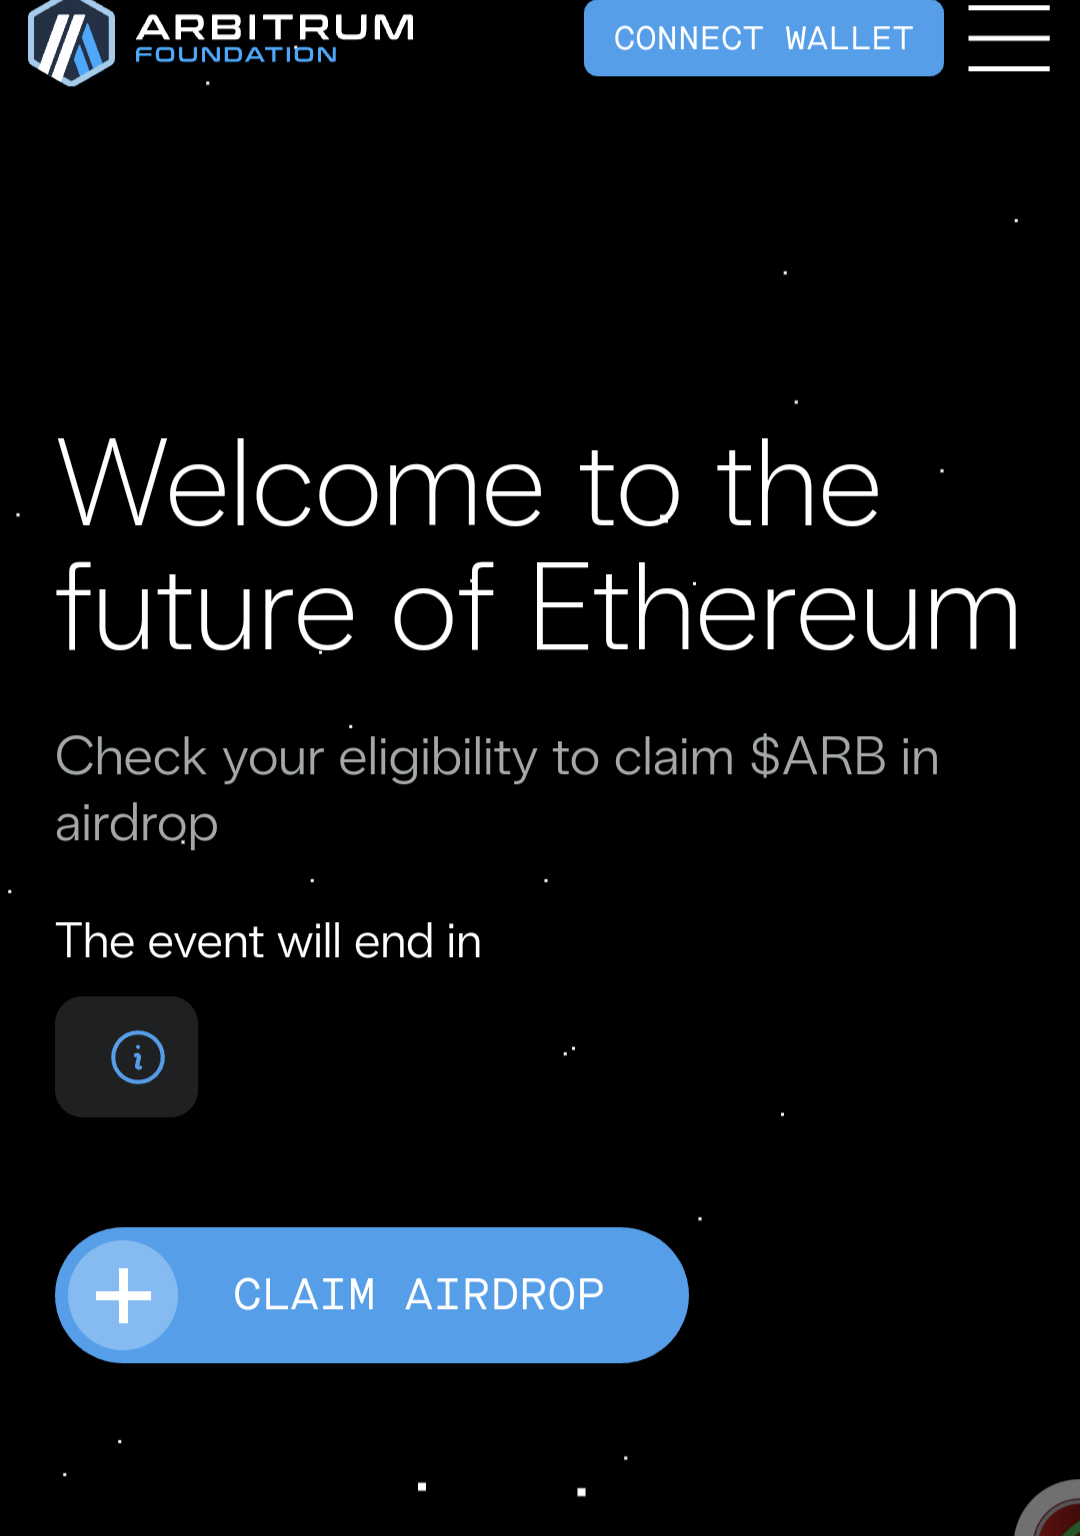 ARBITRUM
FOUNDATION
CONNECT WALLET
Welcome to the
future of Ethereum
Check your eligibility to claim $ARB in
airdrop
The event will end in
i
CLAIM AIRDROP